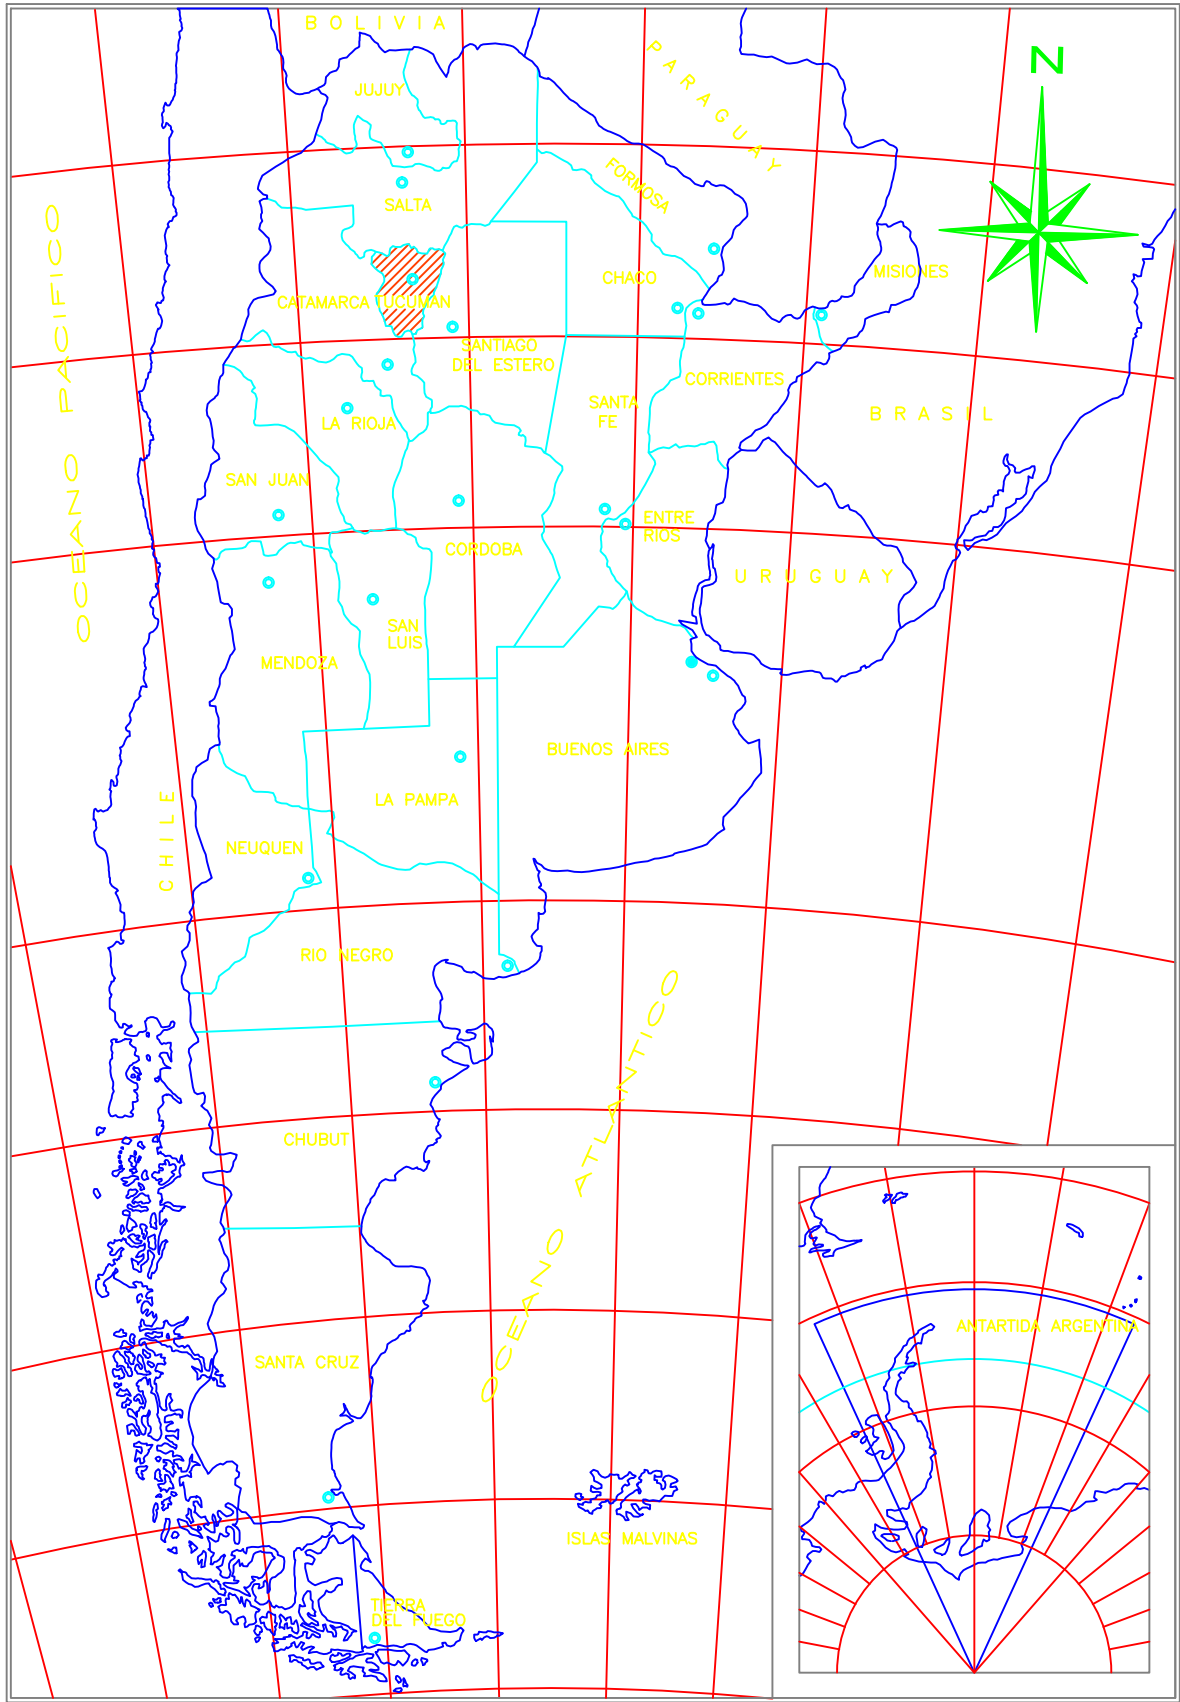 BOLIVIA
PARAGUAY
N
JUJUY
FORMOSA
SALTA
OCEANO PACIFICO
CHACO
MISIONES
CATAMARCA
TUCUMAN
SANTIAGO
DEL ESTERO
CORRIENTES
SANTA
FE
BRASIL
LA RIOJA
SAN JUAN
ENTRE
RIOS
CORDOBA
URUGUAY
SAN
LUIS
MENDOZA
BUENOS AIRES
LA PAMPA
CHILE
NEUQUEN
RIO NEGRO
OCEANO ATLANTICO
CHUBUT
SANTA CRUZ
ANTARTIDA ARGENTINA
ISLAS MALVINAS
TIERRA
DEL FUEGO